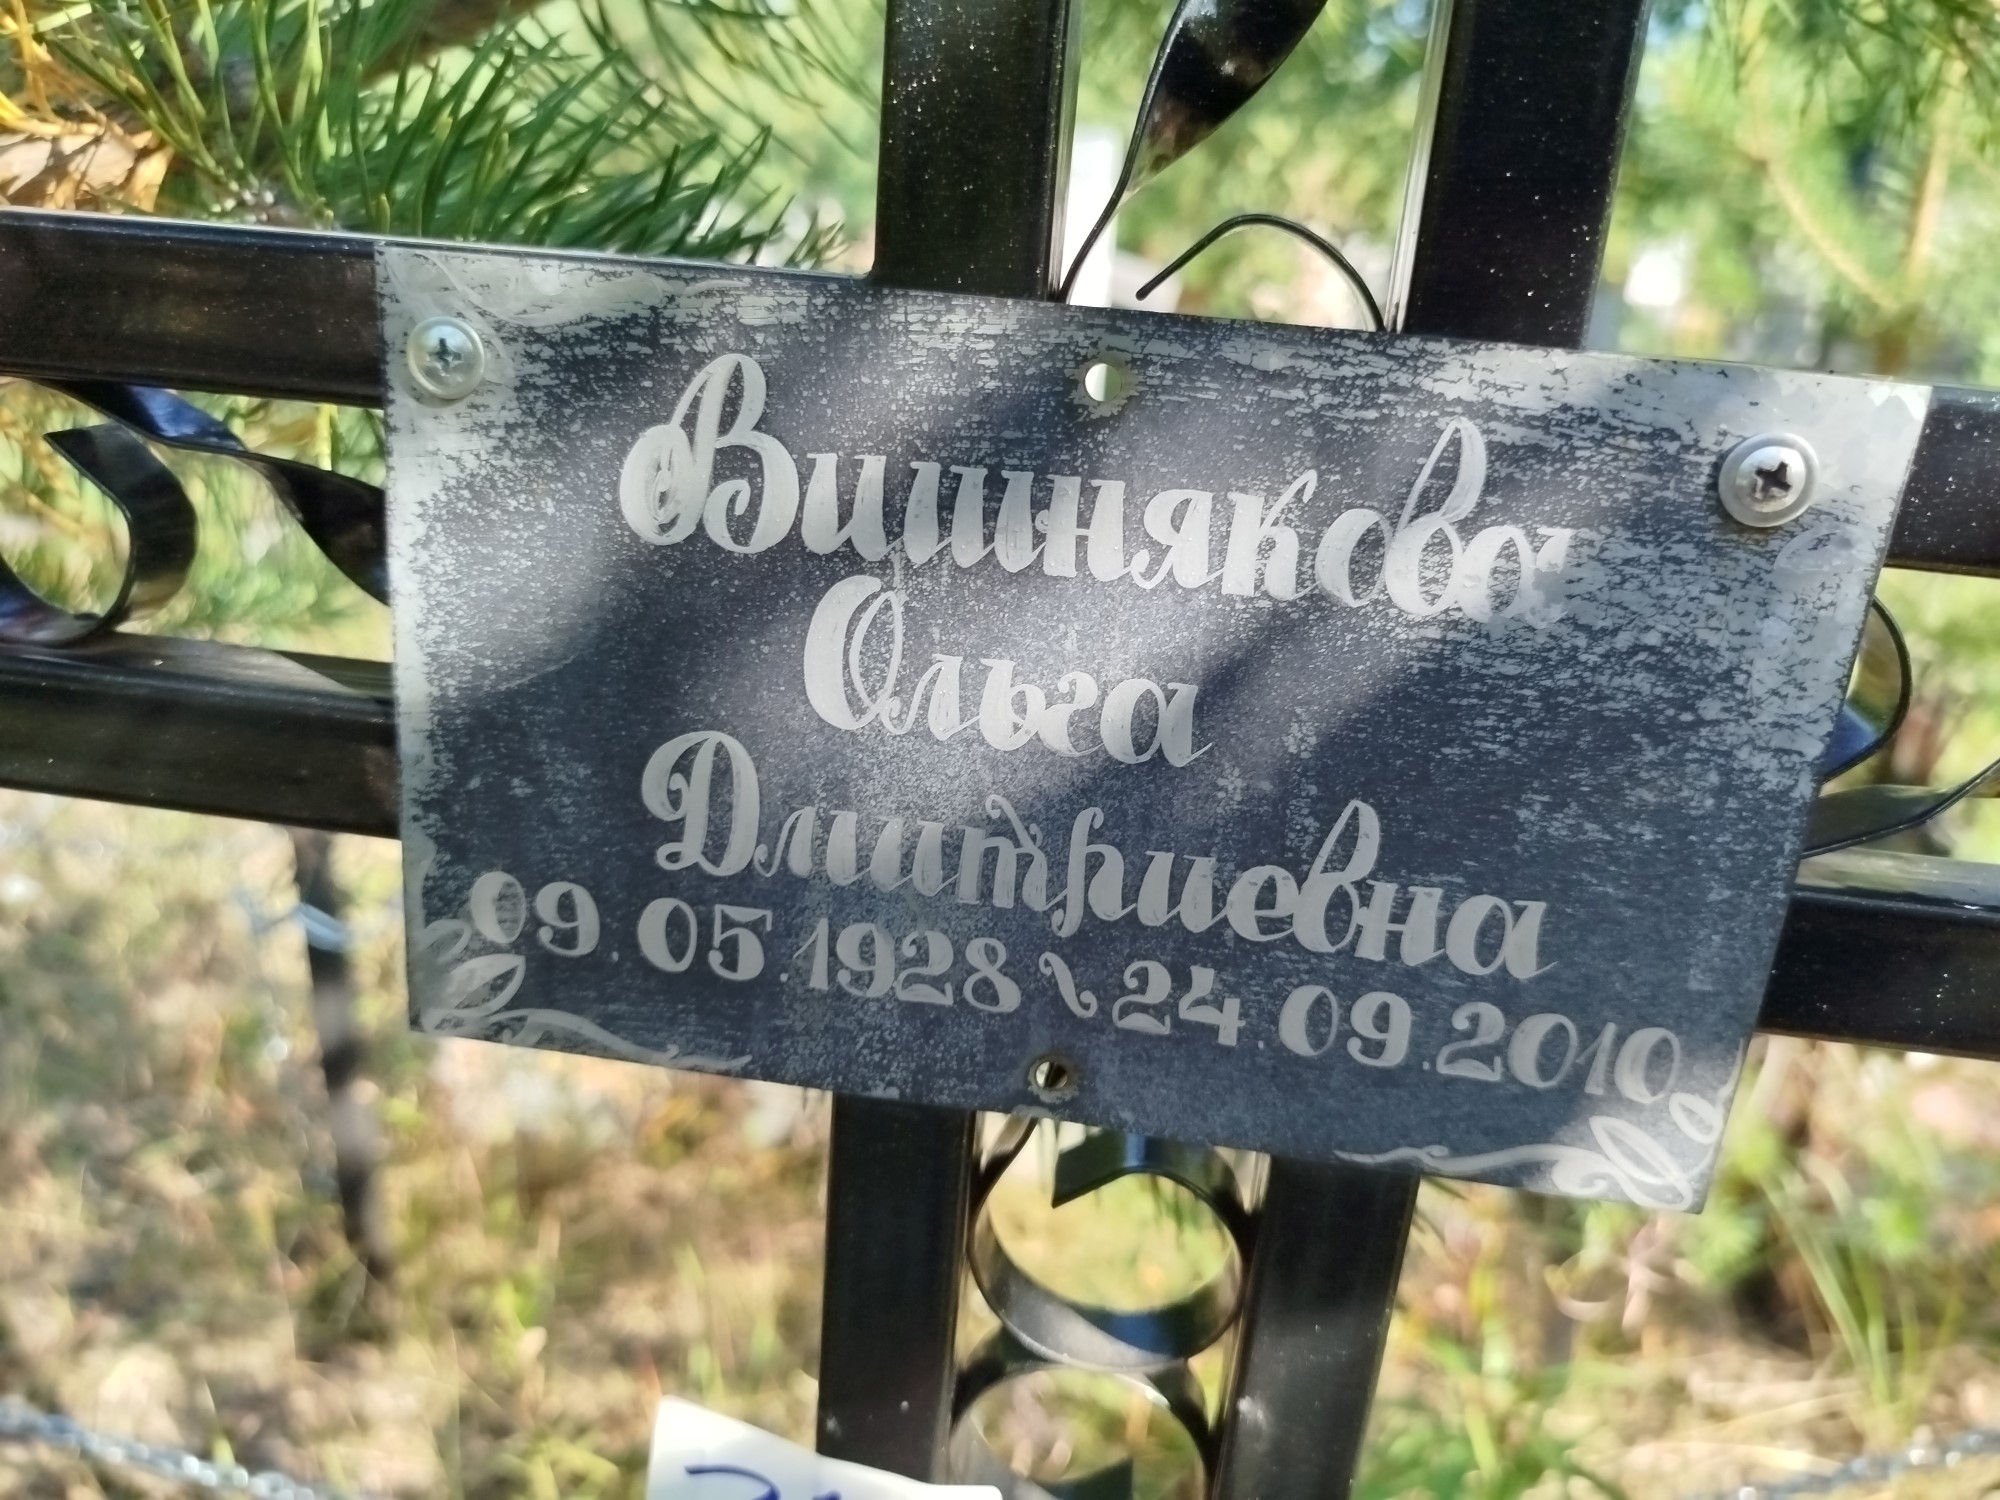 Вишнякова
Ольга
Дмитриевна
09.05.1928 ~ 24.09.2010